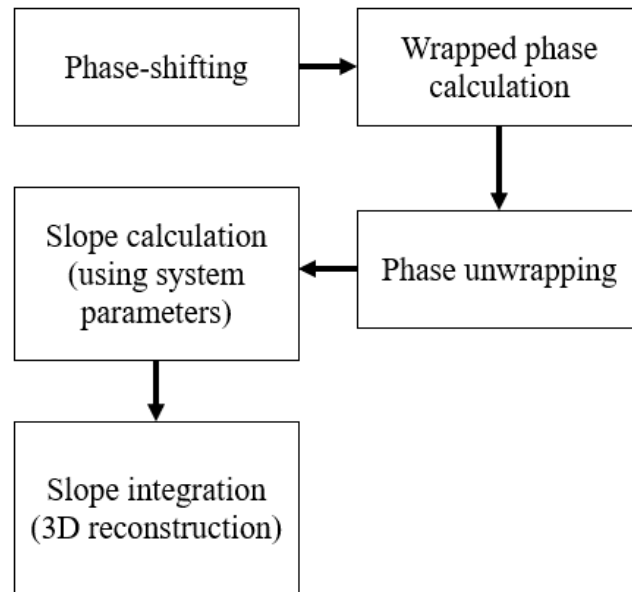 Phase-shifting
Wrapped phase
calculation
Phase unwrapping
Slope calculation
(using system
parameters)
Slope integration
(3D reconstruction)